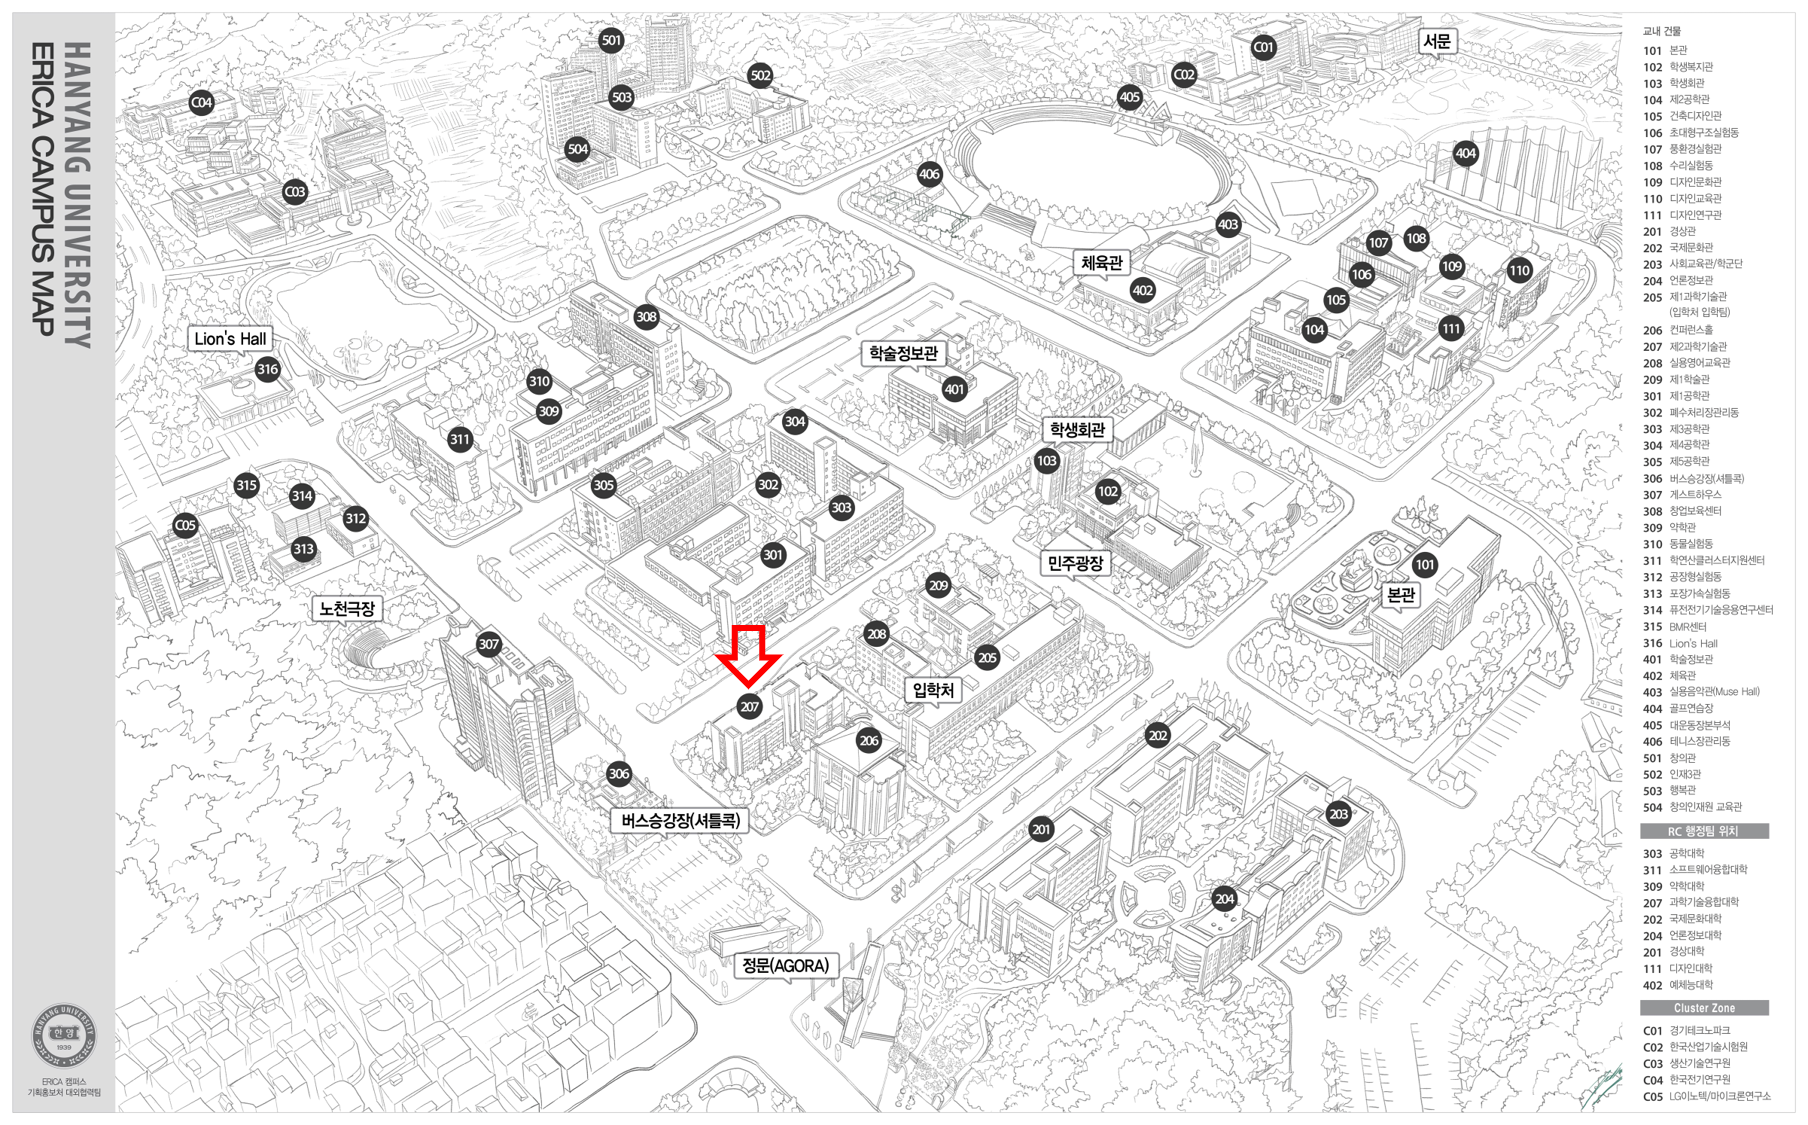 HANYANG UNIVERSITY
ERICA CAMPUS MAP
HANYANG UNIVERSITY
한양
1939
ERICA 캠퍼스
기획홍보처 대외협력팀
501
C01
서문
C02
502
503
405
C04
504
404
406
C03
403
체육관
107
108
109
110
106
402
105
308
104
111
Lion's Hall
학술정보관
316
310
401
309
304
학생회관
311
103
305
302
102
315
314
303
C05
312
313
301
민주광장
101
209
본관
노천극장
208
307
205
입학처
207
202
206
306
버스승강장(셔틀콕)
201
203
204
정문(AGORA)
교내 건물
101 본관
102 학생복지관
103 학생회관
104 제2공학관
105 건축디자인관
106 초대형구조실험동
107 풍환경실험관
108 수리실험동
109 디자인문화관
110 디자인교육관
111 디자인연구관
201 경상관
202 국제문화관
203 사회교육관/학군단
204 언론정보관
205 제1과학기술관
(입학처 입학팀)
206 컨퍼런스홀
207 제2과학기술관
208 실용영어교육관
209 제1학술관
301 제1공학관
302 폐수처리장관리동
303 제3공학관
304 제4공학관
305 제5공학관
306 버스승강장(셔틀콕)
307 게스트하우스
308 창업보육센터
309 약학관
310 동물실험동
311 학연산클러스터지원센터
312 공장형실험동
313 포장가속실험동
314 퓨전전기기술응용연구센터
315 BMR센터
316 Lion's Hall
401 학술정보관
402 체육관
403 실용음악관(Muse Hall)
404 골프연습장
405 대운동장본부석
406 테니스장관리동
501 창의관
502 인재3관
503 행복관
504 창의인재원 교육관
RC 행정팀 위치
303 공학대학
311 소프트웨어융합대학
309 약학대학
207 과학기술융합대학
202 국제문화대학
204 언론정보대학
201 경상대학
111 디자인대학
402 예체능대학
Cluster Zone
C01 경기테크노파크
C02 한국산업기술시험원
C03 생산기술연구원
C04 한국전기연구원
C05 LG이노텍/마이크론연구소